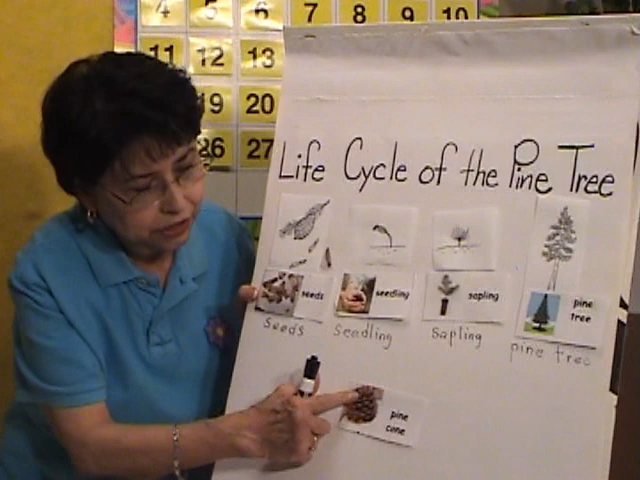 4 5 6 7 8 9 10
11 12 13
19 20
26 27
Life Cycle of the Pine Tree
seeds seedling sapling pine
tree
seeds seedling sapling pine tree
pine
cone